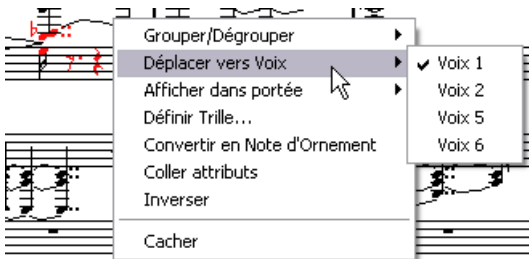 Grouper/Dégrouper
Déplacer vers Voix
Afficher dans portée
Définir Trille...
Convertir en Note d'Ornement
Coller attributs
Inverser
Cacher
Voix 1
Voix 2
Voix 5
Voix 6